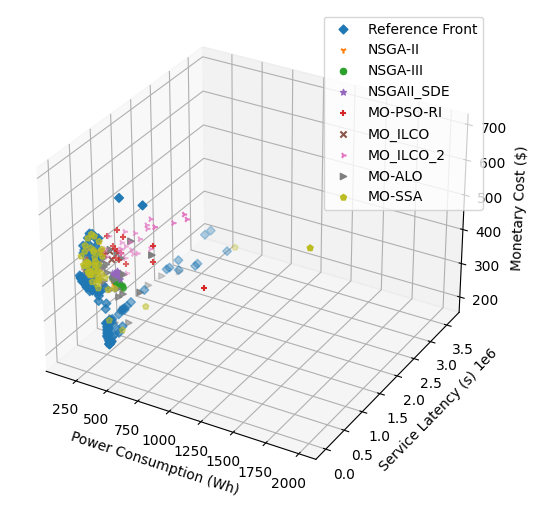 Reference Front
NSGA-II
NSGA-III
NSGAII_SDE
MO-PSO-RI
MO_ILCO
MO_ILCO_2
MO-ALO
MO-SSA
700
600
500
400
300
200
Monetary Cost ($)
1e6
3.5
3.0
2.5
2.0
1.5
1.0
0.5
0.0
Service Latency (s)
250
500
750
1000
1250
1500
1750
2000
Power Consumption (Wh)